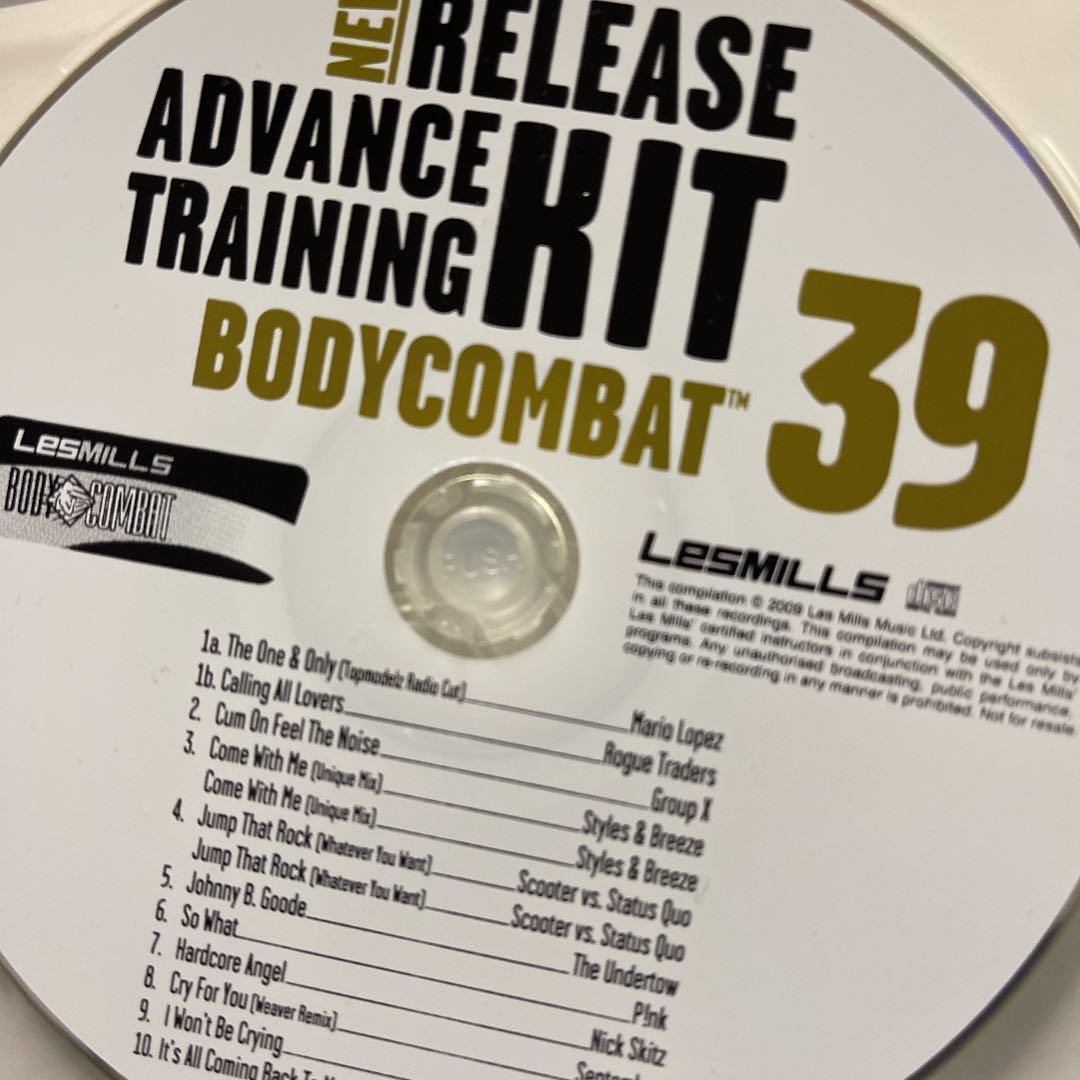 NEW RELEASE
ADVANCE
TRAINING KIT
BODYCOMBAT™ 39
LesMILLS
BODYCOMBAT
LesMILLS
This compilation © 2009 Les Mills Music Ltd. Copyright subsists
in all these recordings. This compilation may be used only by
Les Mills' certified instructors in conjunction with the Les Mills'
programs. Any unauthorised broadcasting, public performance,
copying or re-recording in any manner is prohibited. Not for resale.
1a. The One & Only (Topmodelz Radio Cut) Mario Lopez
1b. Calling All Lovers Rogue Traders
2. Cum On Feel The Noise Group X
3. Come With Me (Unique Mix) Styles & Breeze
Come With Me (Unique Mix) Styles & Breeze
4. Jump That Rock (Whatever You Want) Scooter vs. Status Quo
Jump That Rock (Whatever You Want) Scooter vs. Status Quo
5. Johnny B. Goode The Undertow
6. So What P!nk
7. Hardcore Angel Nick Skitz
8. Cry For You (Weaver Remix)
9. I Won't Be Crying
10. It's All Coming Back To